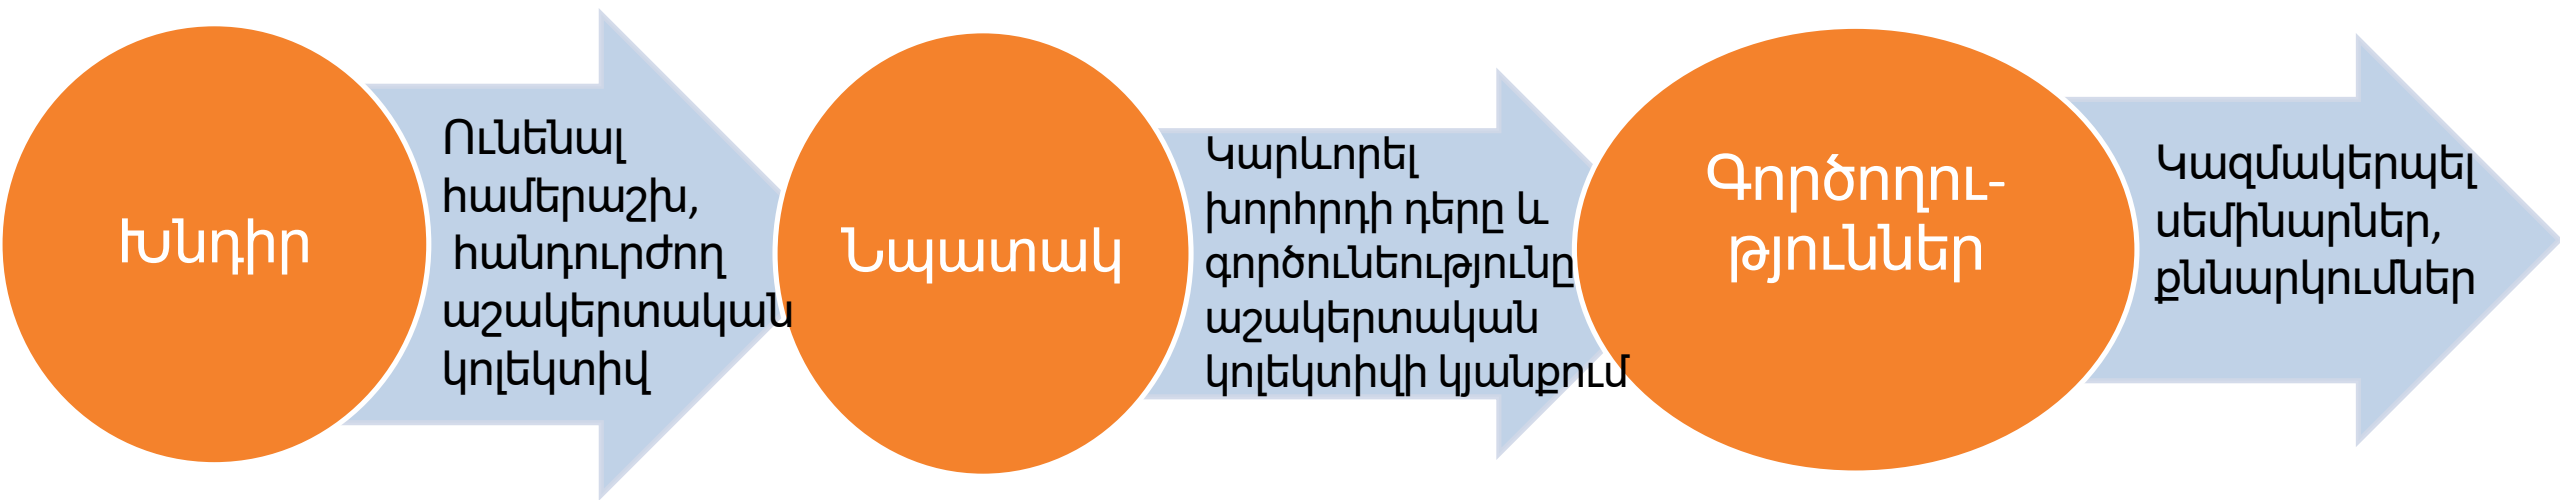 Խնդիր
Ունենալ
համերաշխ,
հանդուրժող
աշակերտական
կոլեկտիվ
Նպատակ
Կարևորել
խորհրդի դերը և
գործունեությունը
աշակերտական
կոլեկտիվի կյանքում
Գործողու-
թյուններ
Կազմակերպել
սեմինարներ,
քննարկումներ